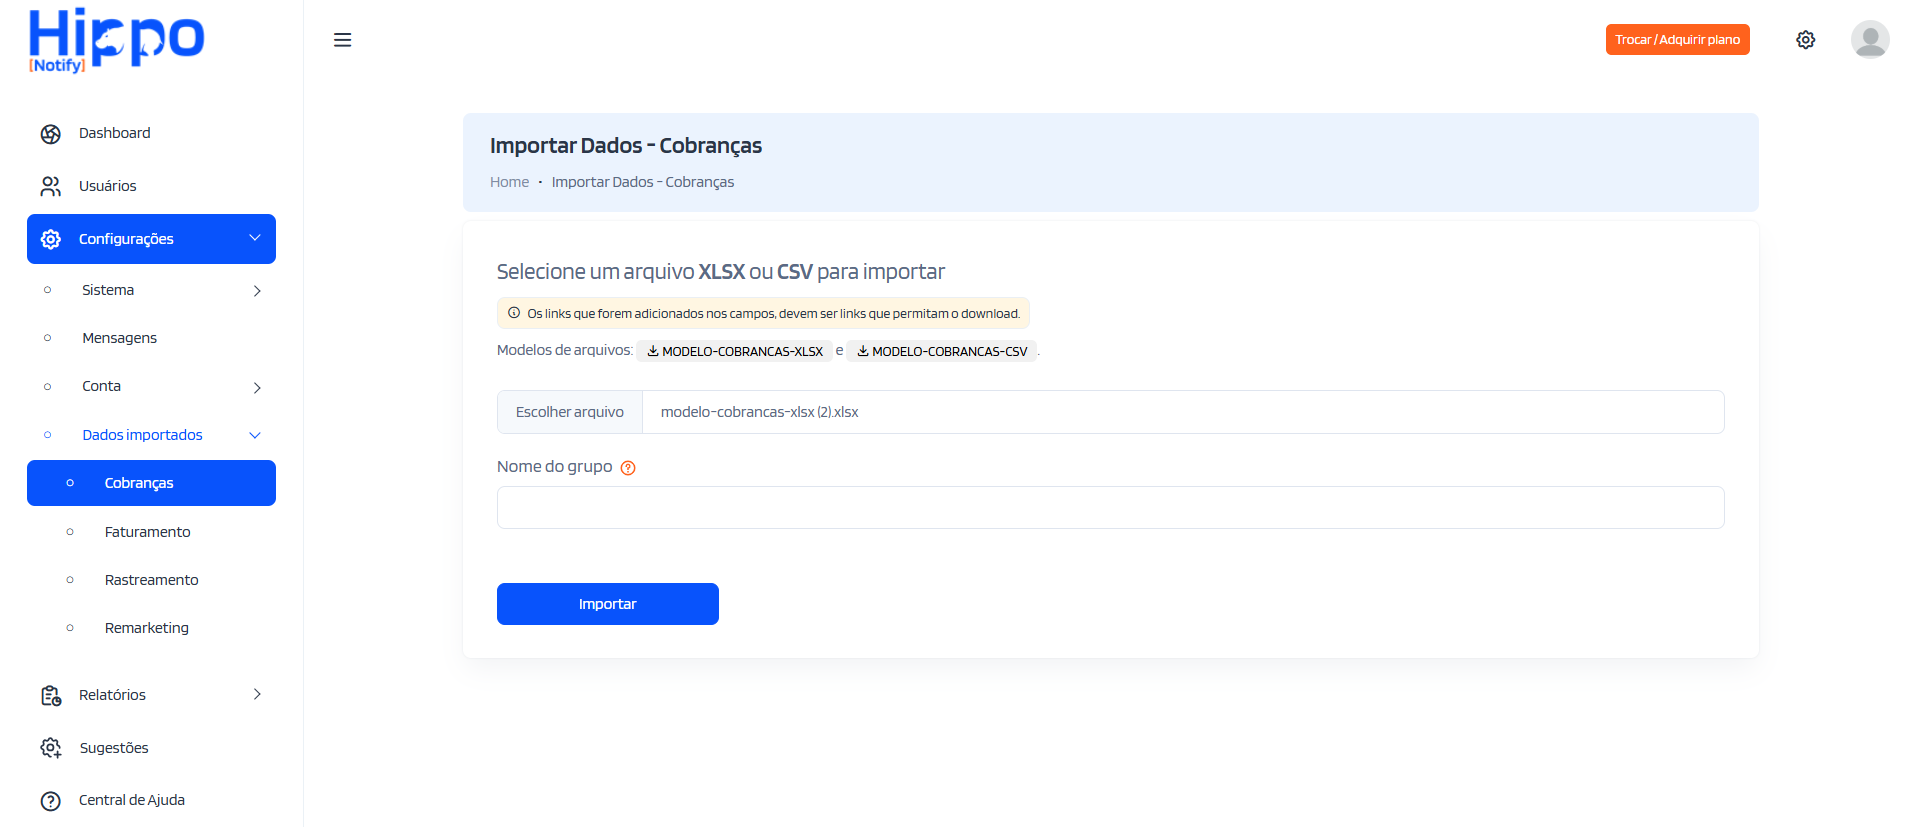 Hippo
[Notify]
Trocar / Adquirir plano
Dashboard
Usuários
Configurações
Sistema
Mensagens
Conta
Dados importados
Cobranças
Faturamento
Rastreamento
Remarketing
Relatórios
Sugestões
Central de Ajuda
Importar Dados - Cobranças
Home • Importar Dados - Cobranças
Selecione um arquivo XLSX ou CSV para importar
Os links que forem adicionados nos campos, devem ser links que permitam o download.
Modelos de arquivos: MODELO-COBRANCAS-XLSX e MODELO-COBRANCAS-CSV.
Escolher arquivo modelo-cobrancas-xlsx (2).xlsx
Nome do grupo ?
Importar